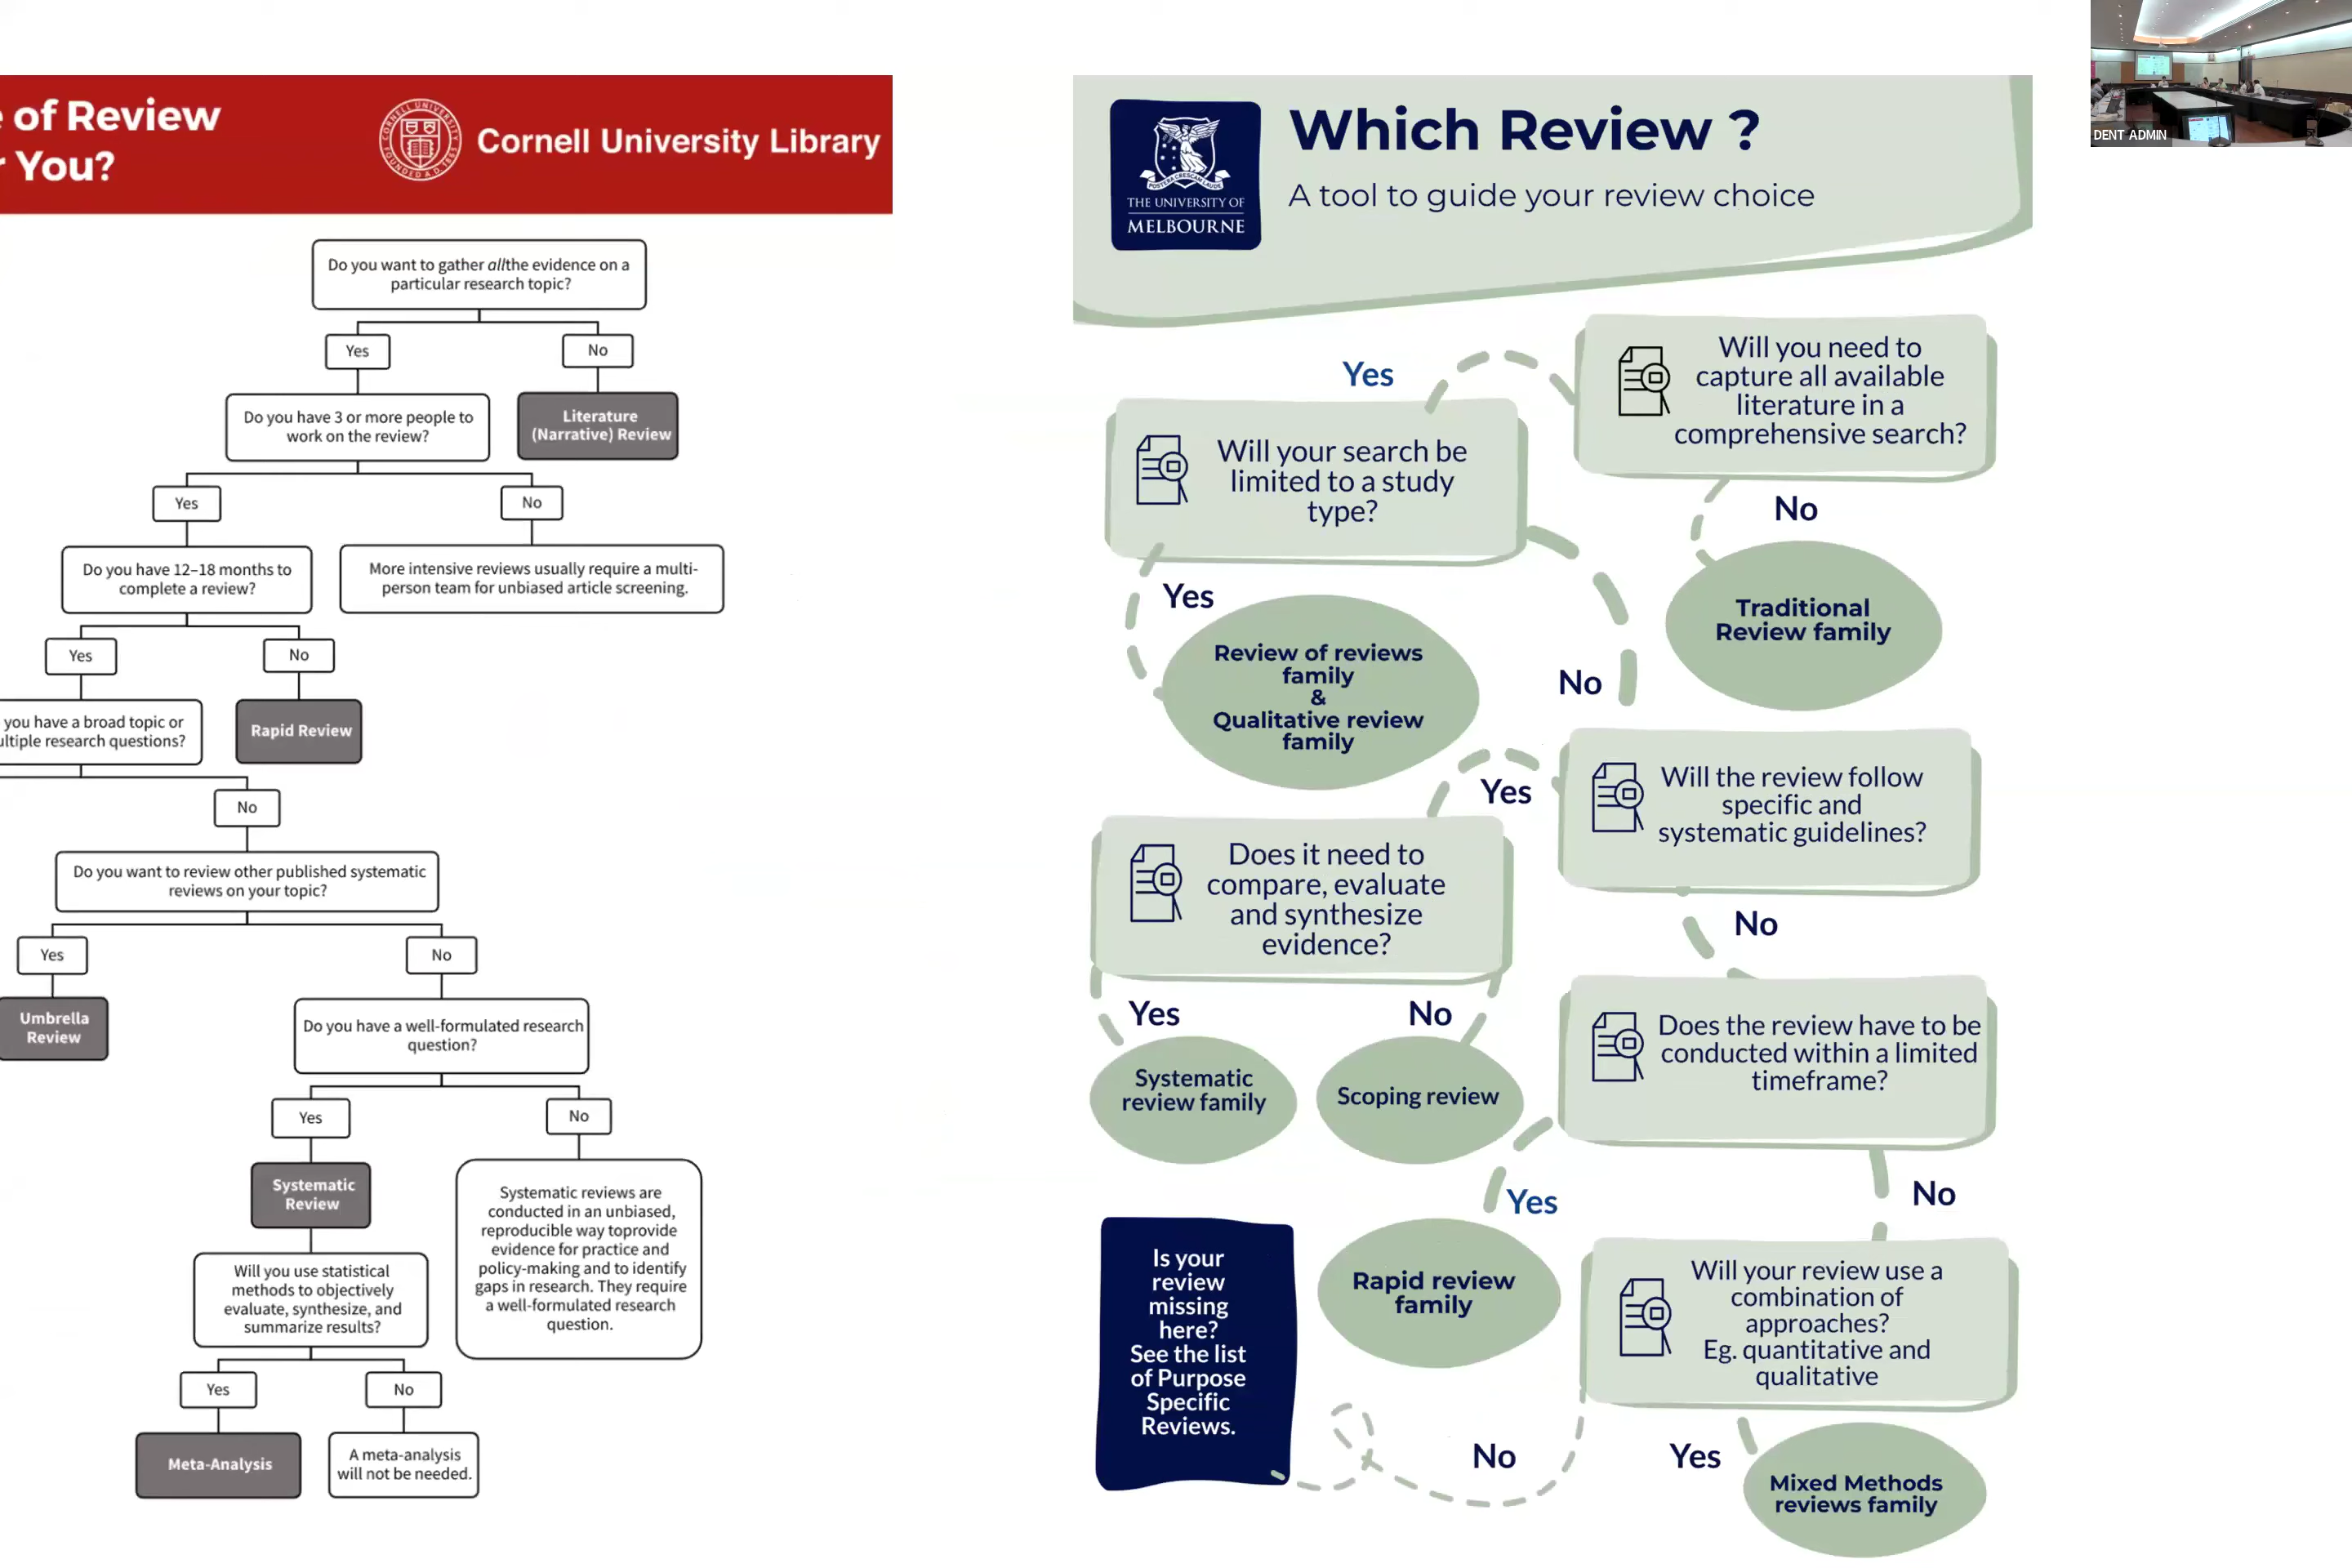 e of Review
r You?
Cornell University Library
Do you want to gather allthe evidence on a
particular research topic?
Yes
No
Do you have 3 or more people to
work on the review?
Literature
(Narrative) Review
Yes
No
Do you have 12–18 months to
complete a review?
More intensive reviews usually require a multi-
person team for unbiased article screening.
Yes
No
you have a broad topic or
ultiple research questions?
Rapid Review
No
Do you want to review other published systematic
reviews on your topic?
Yes
No
Umbrella
Review
Do you have a well-formulated research
question?
Yes
No
Systematic
Review
Systematic reviews are
conducted in an unbiased,
reproducible way toprovide
evidence for practice and
policy-making and to identify
gaps in research. They require
a well-formulated research
question.
Will you use statistical
methods to objectively
evaluate, synthesize, and
summarize results?
Yes
No
Meta-Analysis
A meta-analysis
will not be needed.
THE UNIVERSITY OF
MELBOURNE
Which Review ?
A tool to guide your review choice
Will you need to
capture all available
literature in a
comprehensive search?
Yes
Will your search be
limited to a study
type?
No
Traditional
Review family
Yes
Review of reviews
family
&
Qualitative review
family
No
Will the review follow
specific and
systematic guidelines?
Yes
Does it need to
compare, evaluate
and synthesize
evidence?
No
Yes
No
Systematic
review family
Scoping review
Does the review have to be
conducted within a limited
timeframe?
Yes
No
Rapid review
family
Will your review use a
combination of
approaches?
Eg. quantitative and
qualitative
Is your
review
missing
here?
See the list
of Purpose
Specific
Reviews.
No
Yes
Mixed Methods
reviews family
DENT ADMIN